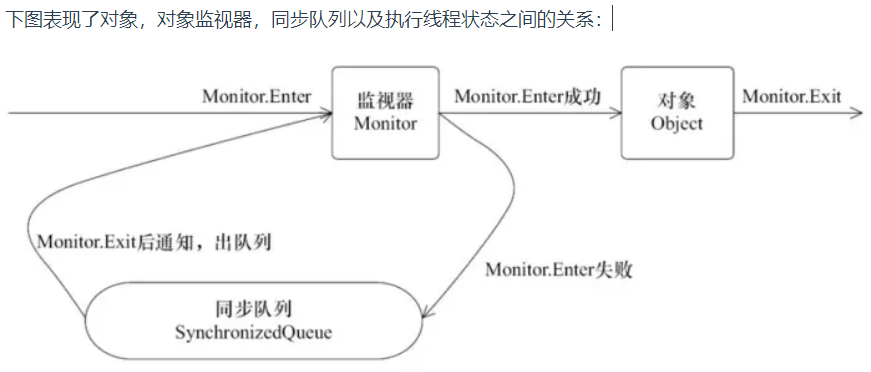 下图表现了对象，对象监视器，同步队列以及执行线程状态之间的关系：
Monitor.Enter
监视器
Monitor
Monitor.Enter成功
对象
Object
Monitor.Exit
Monitor.Exit后通知，出队列
Monitor.Enter失败
同步队列
SynchronizedQueue